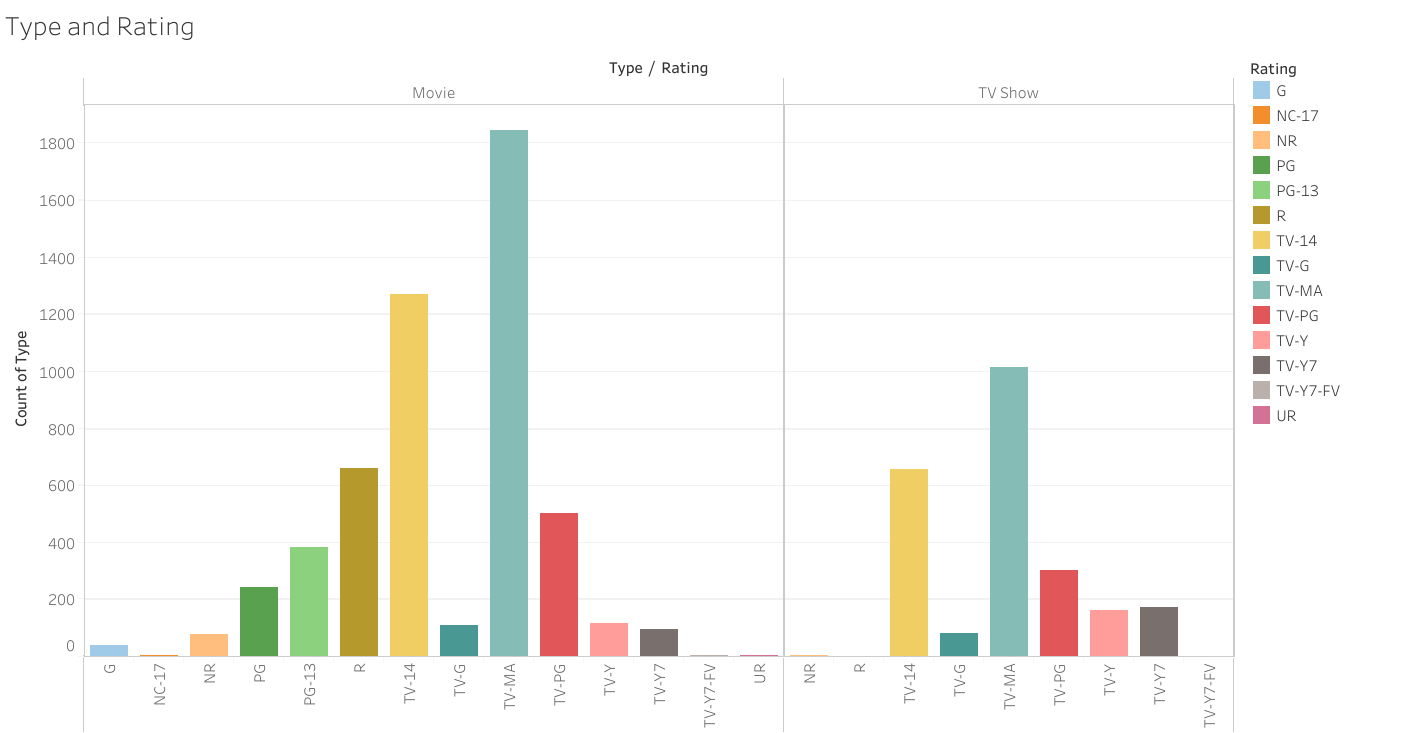 Type and Rating
Type / Rating
Movie
TV Show
Count of Type
1800
1600
1400
1200
1000
800
600
400
200
0
G
NC-17
NR
PG
PG-13
R
TV-14
TV-G
TV-MA
TV-PG
TV-Y
TV-Y7
TV-Y7-FV
UR
NR
R
TV-14
TV-G
TV-MA
TV-PG
TV-Y
TV-Y7
TV-Y7-FV
Rating
G
NC-17
NR
PG
PG-13
R
TV-14
TV-G
TV-MA
TV-PG
TV-Y
TV-Y7
TV-Y7-FV
UR